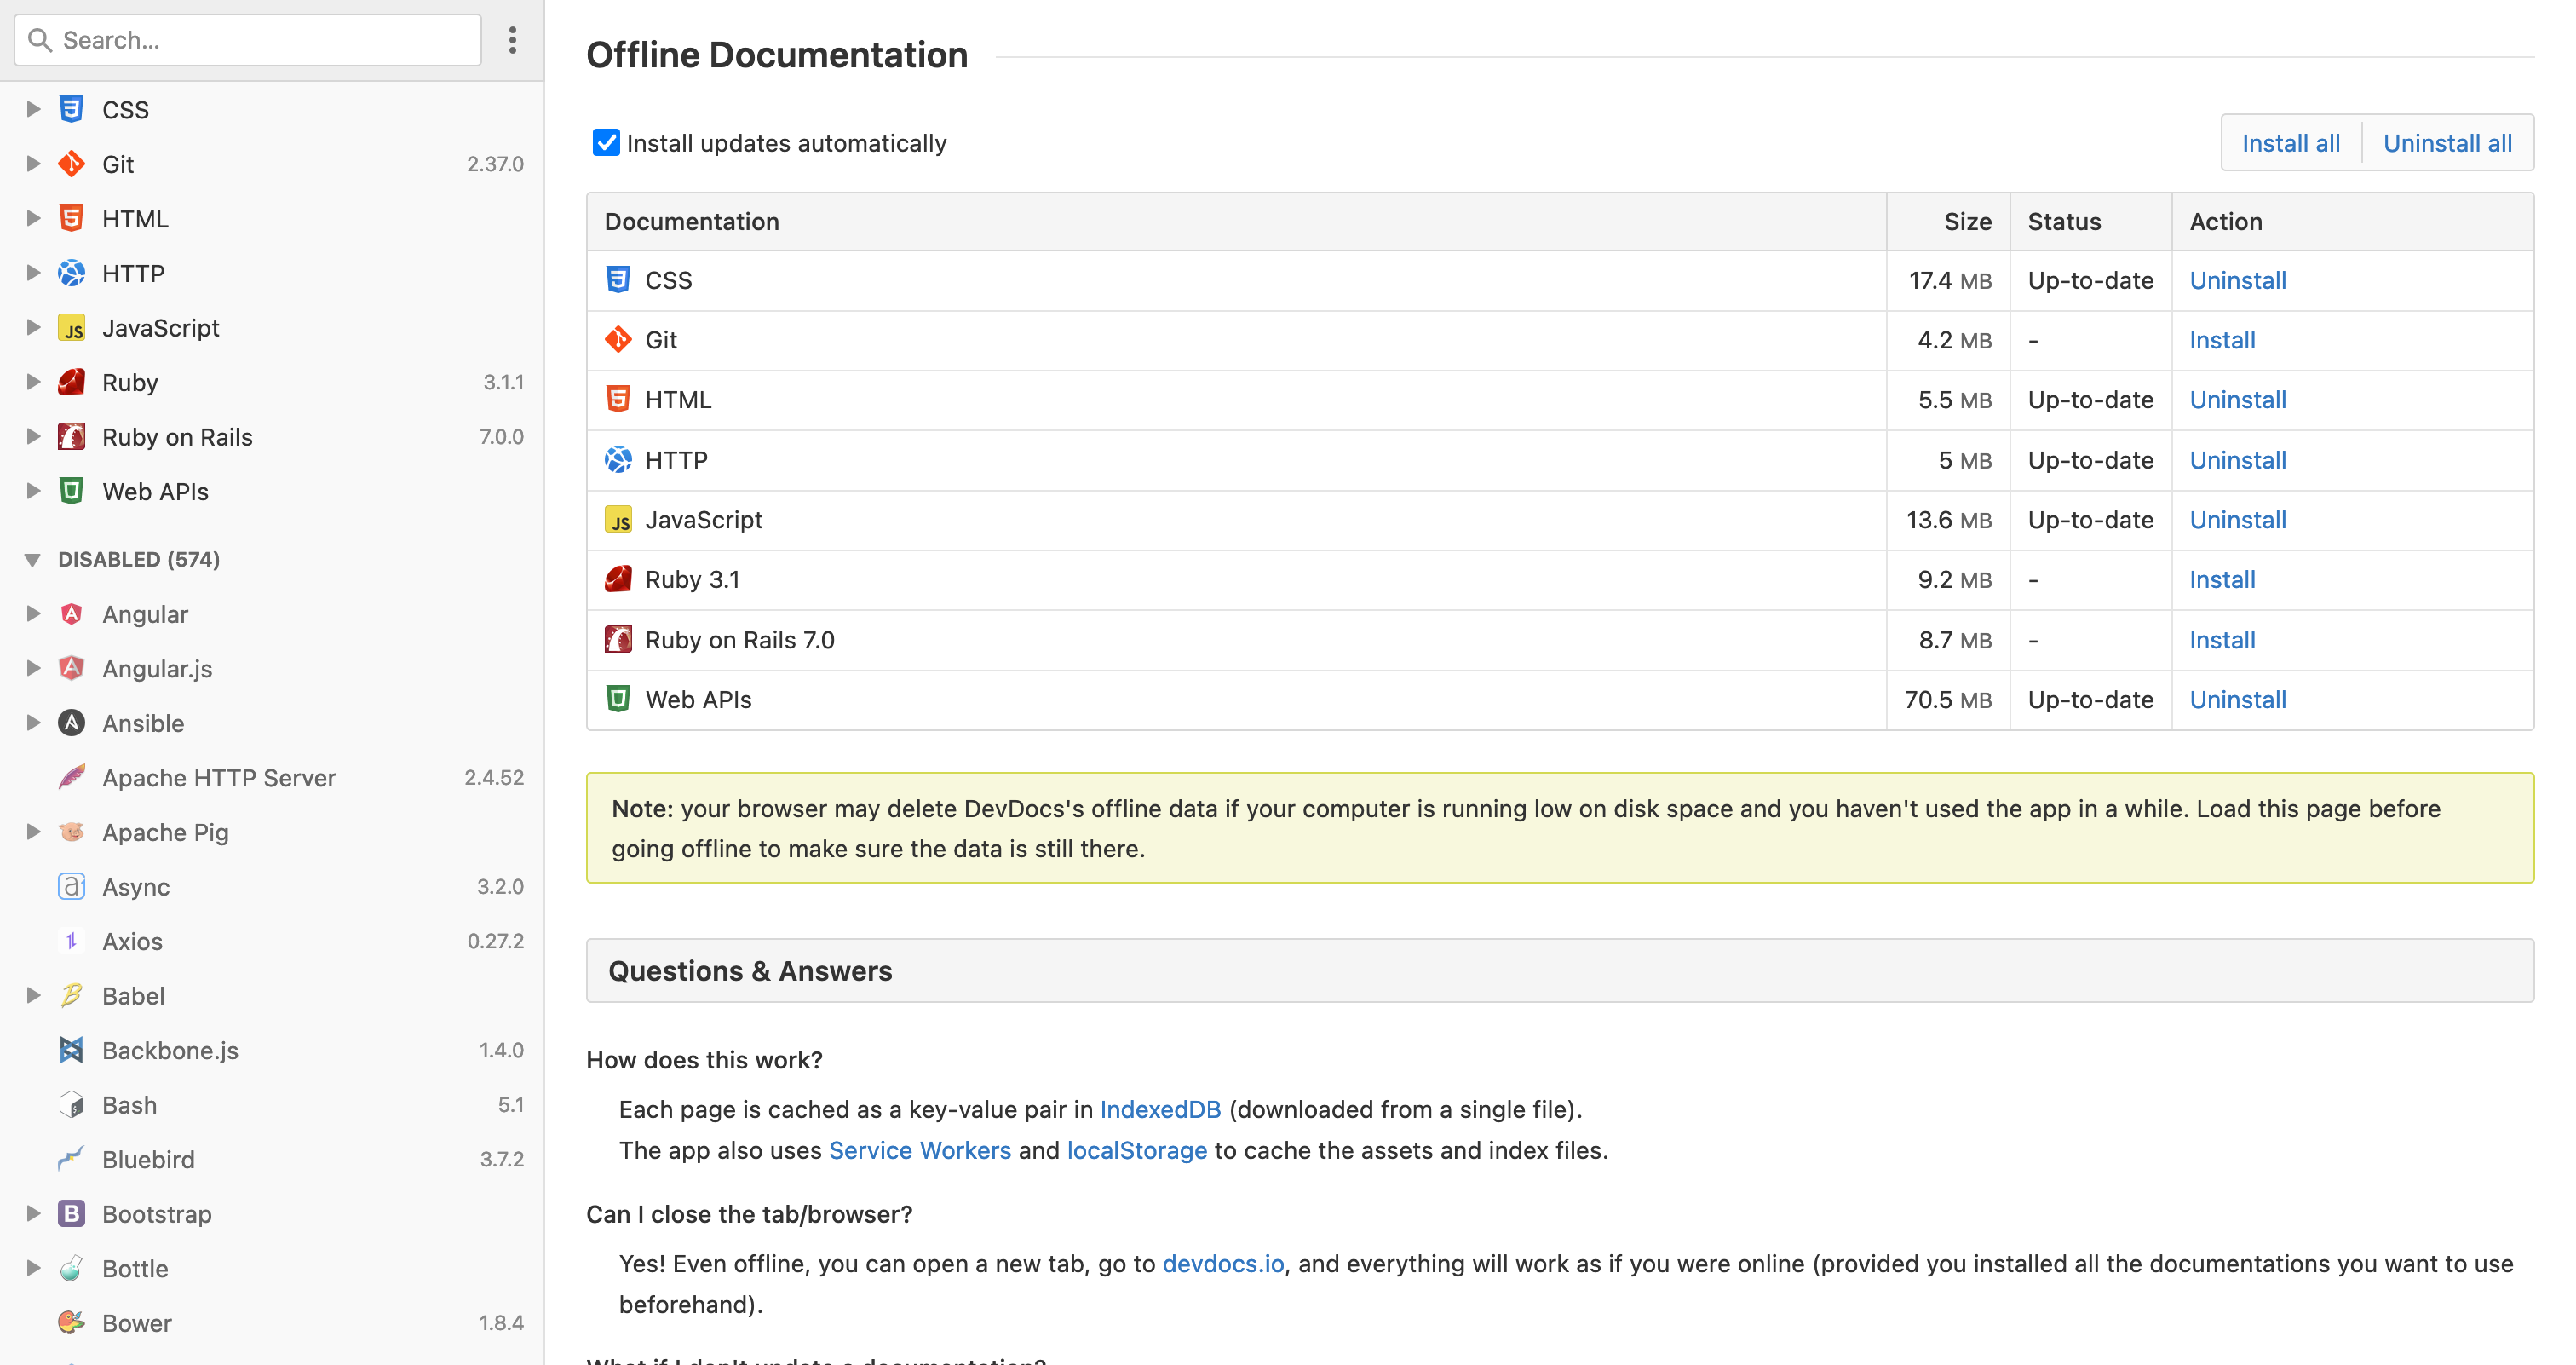 Search...
CSS
Git 2.37.0
HTML
HTTP
JavaScript
Ruby 3.1.1
Ruby on Rails 7.0.0
Web APIs
DISABLED (574)
Angular
Angular.js
Ansible
Apache HTTP Server 2.4.52
Apache Pig
Async 3.2.0
Axios 0.27.2
Babel
Backbone.js 1.4.0
Bash 5.1
Bluebird 3.7.2
Bootstrap
Bottle
Bower 1.8.4
Offline Documentation
Install updates automatically
Install all Uninstall all
Documentation Size Status Action
CSS 17.4 MB Up-to-date Uninstall
Git 4.2 MB - Install
HTML 5.5 MB Up-to-date Uninstall
HTTP 5 MB Up-to-date Uninstall
JavaScript 13.6 MB Up-to-date Uninstall
Ruby 3.1 9.2 MB - Install
Ruby on Rails 7.0 8.7 MB - Install
Web APIs 70.5 MB Up-to-date Uninstall
Note: your browser may delete DevDocs's offline data if your computer is running low on disk space and you haven't used the app in a while. Load this page before
going offline to make sure the data is still there.
Questions & Answers
How does this work?
Each page is cached as a key-value pair in IndexedDB (downloaded from a single file).
The app also uses Service Workers and localStorage to cache the assets and index files.
Can I close the tab/browser?
Yes! Even offline, you can open a new tab, go to devdocs.io, and everything will work as if you were online (provided you installed all the documentations you want to use
beforehand).
What if I don't update a documentation?